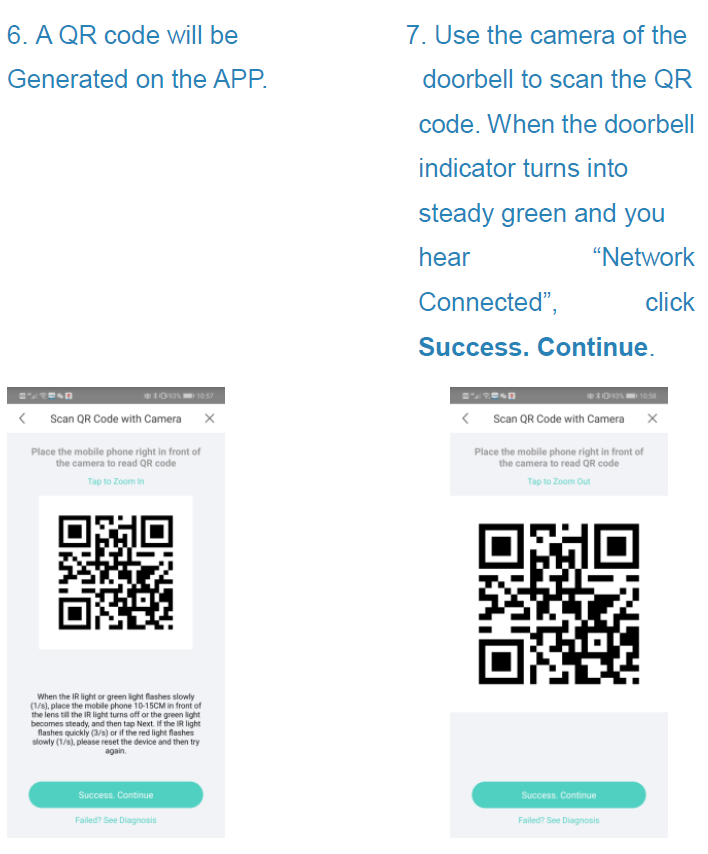 6. A QR code will be
Generated on the APP.
7. Use the camera of the
doorbell to scan the QR
code. When the doorbell
indicator turns into
steady green and you
hear “Network
Connected”, click
Success. Continue.
10:57
Scan QR Code with Camera
Place the mobile phone right in front of
the camera to read QR code
Tap to Zoom In
When the IR light or green light flashes slowly
(1/s), place the mobile phone 10-15CM in front of
the lens till the IR light turns off or the green light
becomes steady, and then tap Next. If the IR light
flashes quickly (3/s) or if the red light flashes
slowly (1/s), please reset the device and then try
again.
Success. Continue
Failed? See Diagnosis
10:58
Scan QR Code with Camera
Place the mobile phone right in front of
the camera to read QR code
Tap to Zoom Out
Success. Continue
Failed? See Diagnosis